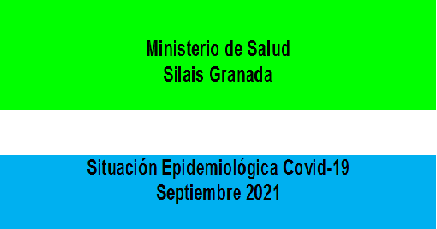 Ministerio de Salud
Silais Granada
Situación Epidemiológica Covid-19
Septiembre 2021